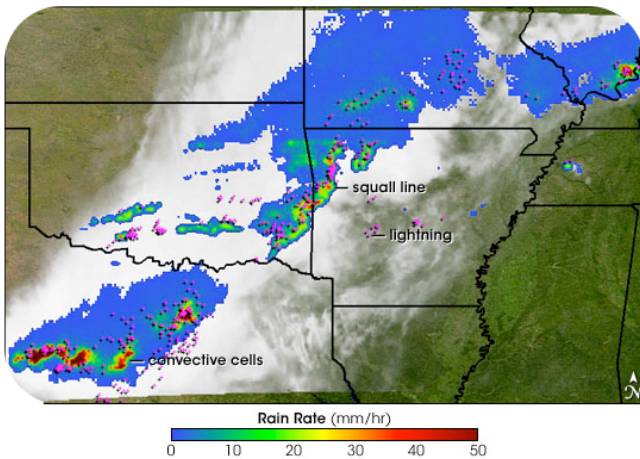 squall line
lightning
convective cells
N
Rain Rate (mm/hr)
0 10 20 30 40 50